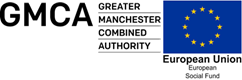 GMCA
GREATER
MANCHESTER
COMBINED
AUTHORITY
European Union
European
Social Fund